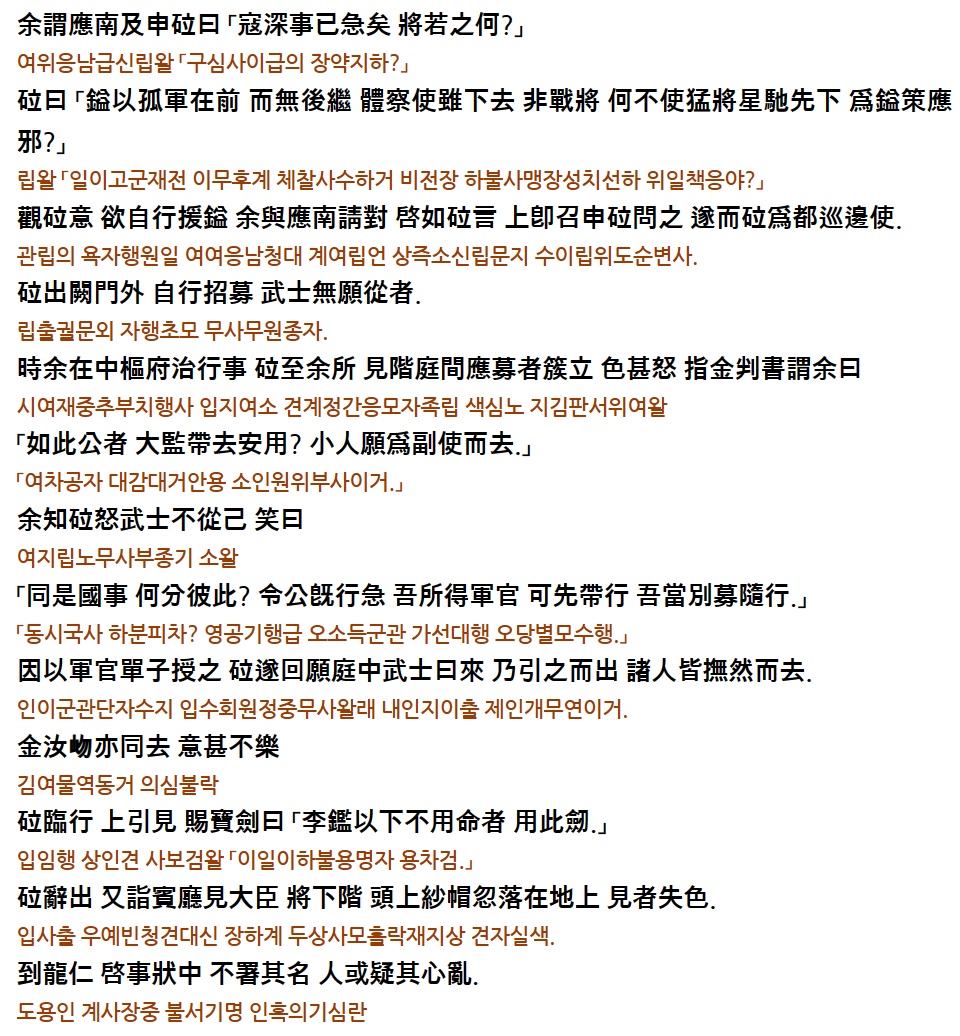 余謂應南及申砬曰 「寇深事已急矣 將若之何?」
여위응남급신립왈 「구심사이급의 장약지하?」
砬曰 「鎰以孤軍在前 而無後繼 體察使雖下去 非戰將 何不使猛將星馳先下 爲鎰策應
邪?」
립왈 「일이고군재전 이무후계 체찰사수하거 비전장 하불사맹장성치선하 위일책응야?」
觀砬意 欲自行援鎰 余與應南請對 啓如砬言 上卽召申砬問之 遂而砬爲都巡邊使.
관립의 욕자행원일 여여응남청대 계여립언 상즉소신립문지 수이립위도순변사.
砬出闕門外 自行招募 武士無願從者.
립출궐문외 자행초모 무사무원종자.
時余在中樞府治行事 砬至余所 見階庭間應募者簇立 色甚怒 指金判書謂余曰
시여재중추부치행사 입지여소 견계정간응모자족립 색심노 지김판서위여왈
「如此公者 大監帶去安用? 小人願爲副使而去.」
「여차공자 대감대거안용 소인원위부사이거.」
余知砬怒武士不從己 笑曰
여지립노무사부종기 소왈
「同是國事 何分彼此? 令公旣行急 吾所得軍官 可先帶行 吾當別募隨行.」
「동시국사 하분피차? 영공기행급 오소득군관 가선대행 오당별모수행.」
因以軍官單子授之 砬遂回願庭中武士曰來 乃引之而出 諸人皆撫然而去.
인이군관단자수지 입수회원정중무사왈래 내인지이출 제인개무연이거.
金汝岉亦同去 意甚不樂
김여물역동거 의심불락
砬臨行 上引見 賜寶劍曰 「李鑑以下不用命者 用此劒.」
입임행 상인견 사보검왈 「이일이하불용명자 용차검.」
砬辭出 又詣賓廳見大臣 將下階 頭上紗帽忽落在地上 見者失色.
입사출 우예빈청견대신 장하계 두상사모홀락재지상 견자실색.
到龍仁 啓事狀中 不署其名 人或疑其心亂.
도용인 계사장중 불서기명 인혹의기심란